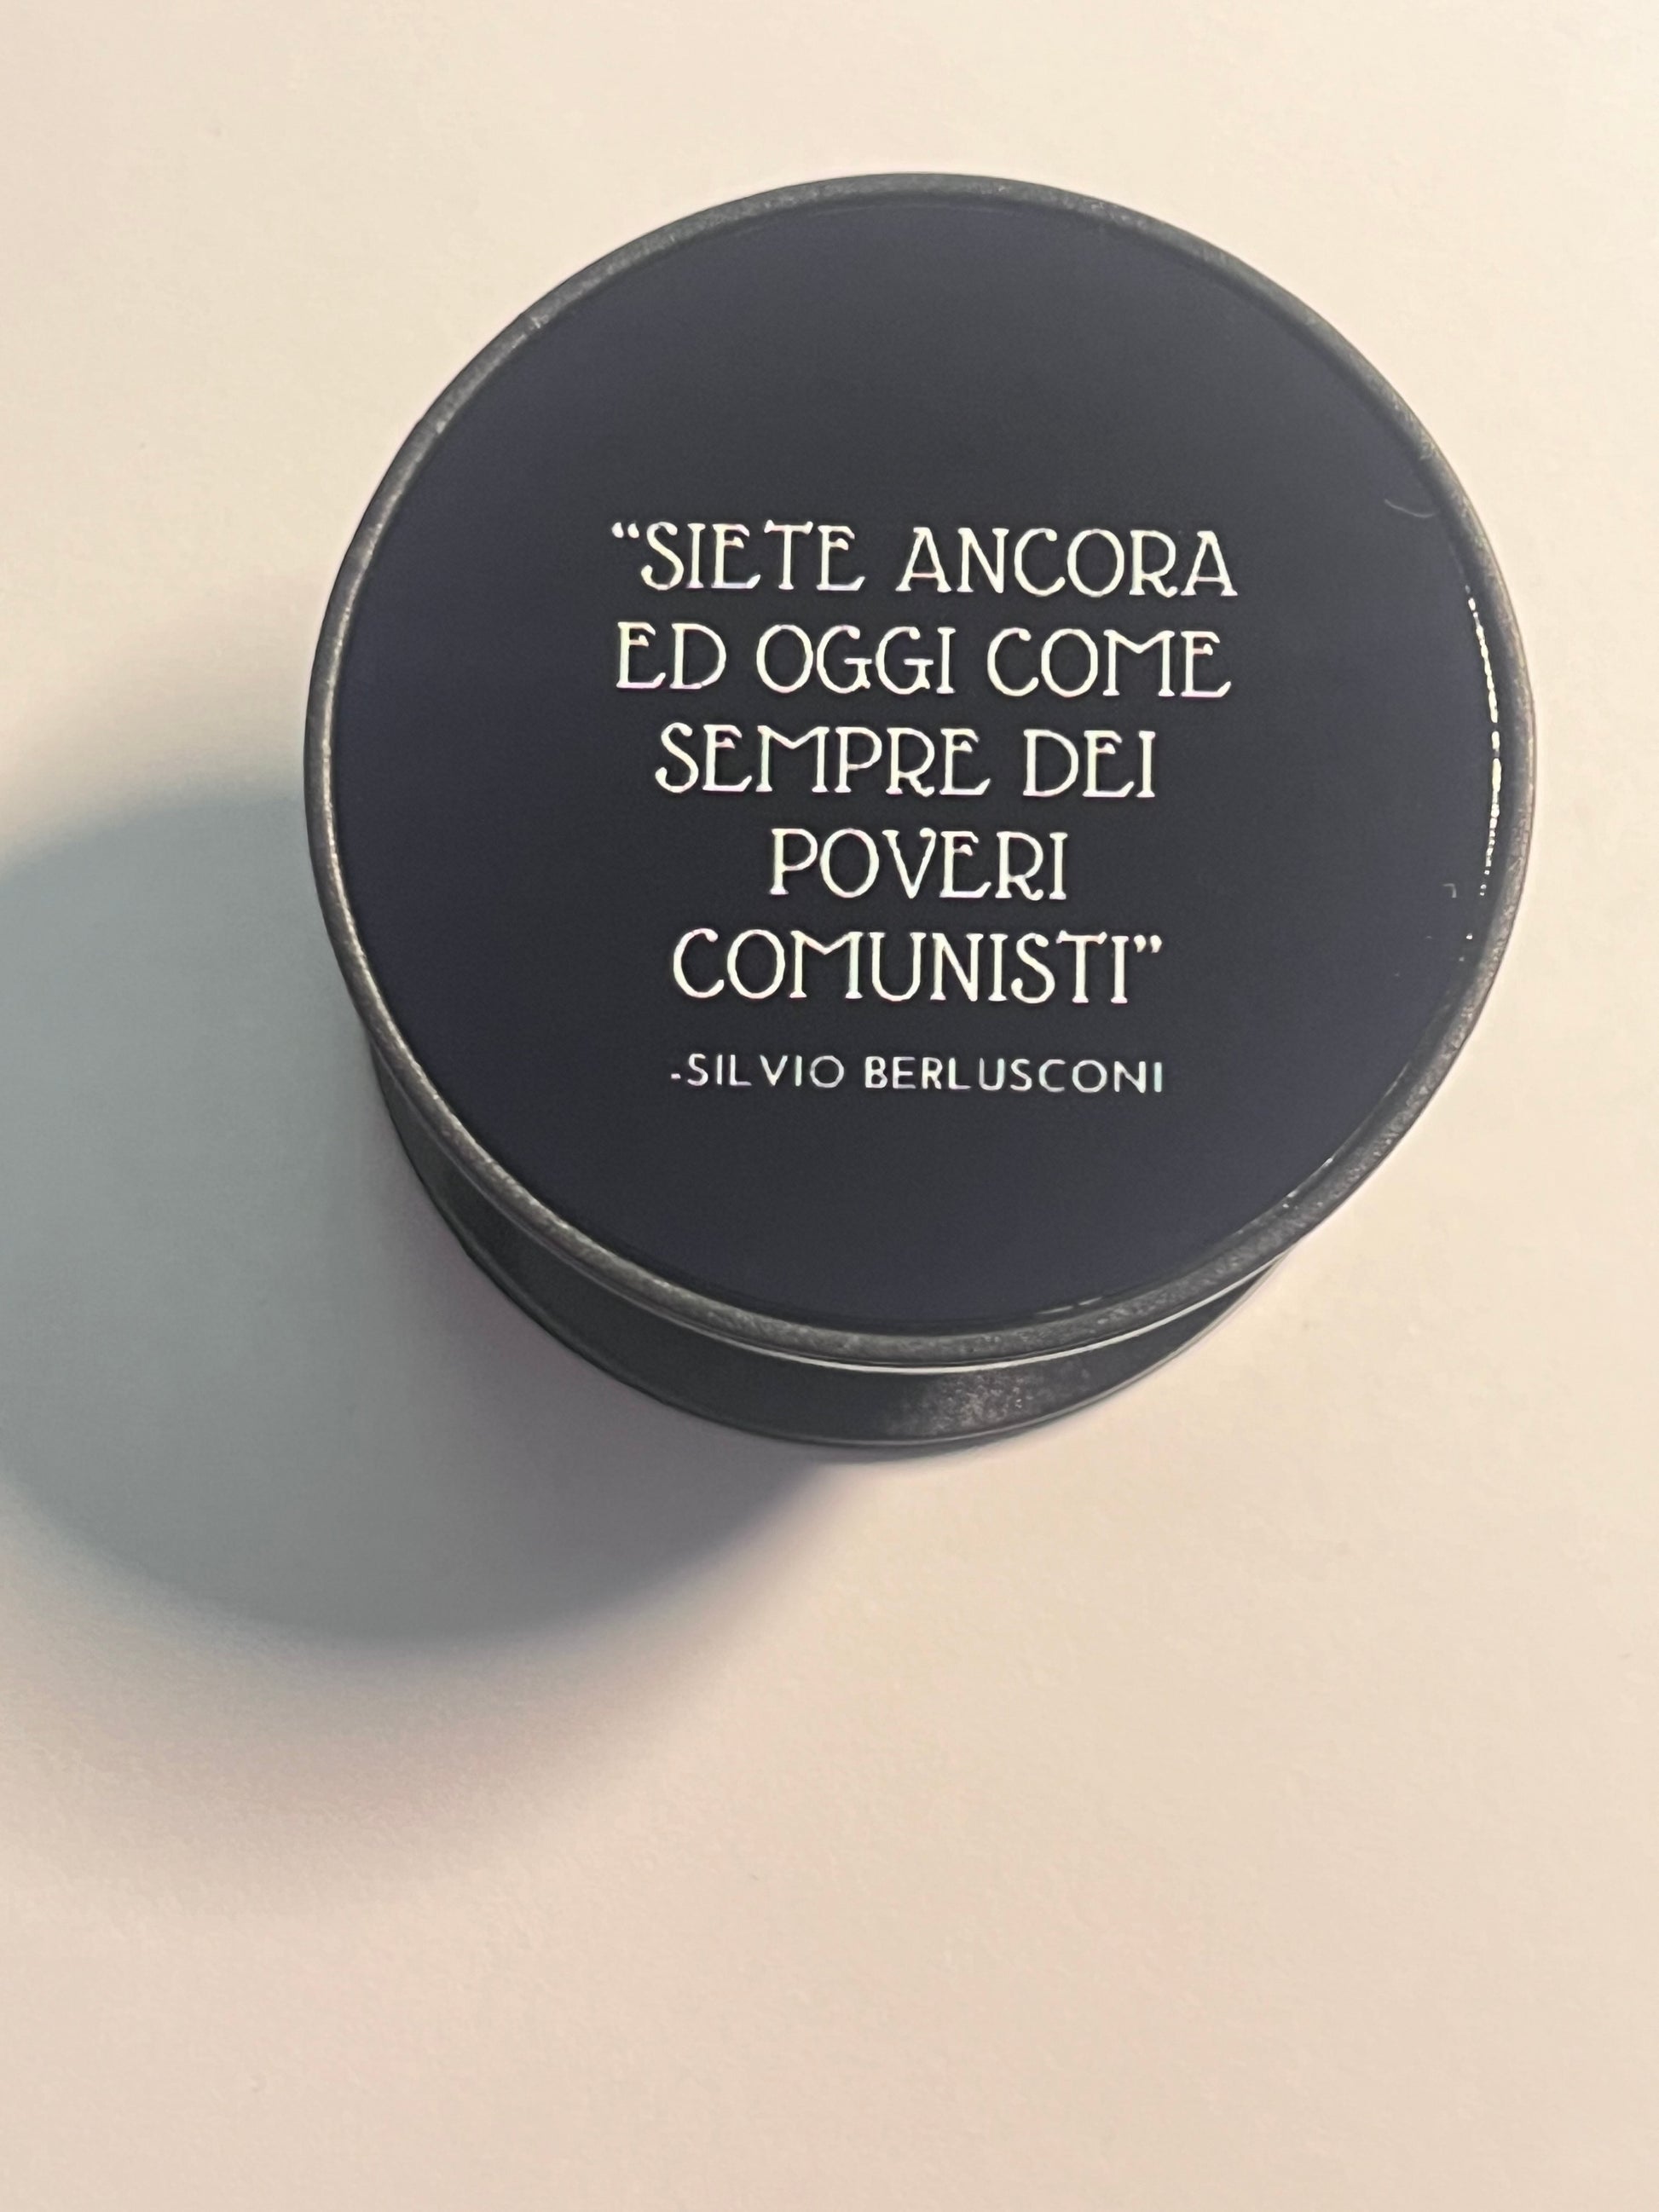 “SIETE ANCORA
ED OGGI COME
SEMPRE DEI
POVERI
COMUNISTI”
-SILVIO BERLUSCONI